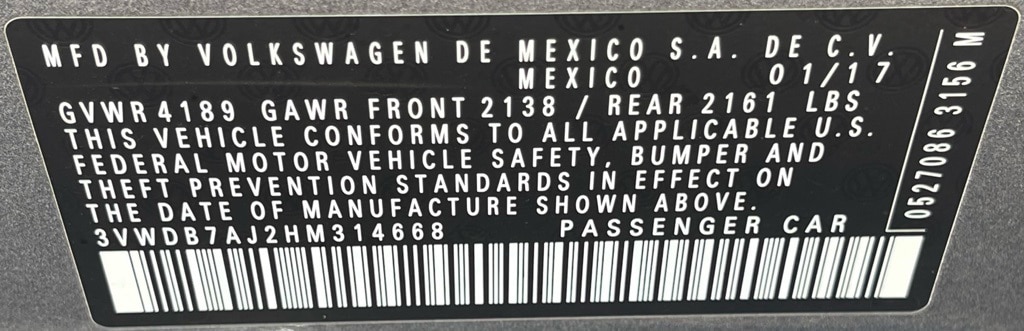 MFD BY VOLKSWAGEN DE MEXICO S.A. DE C.V.
MEXICO 01/17
GVWR 4189 GAWR FRONT 2138 / REAR 2161 LBS
THIS VEHICLE CONFORMS TO ALL APPLICABLE U.S.
FEDERAL MOTOR VEHICLE SAFETY, BUMPER AND
THEFT PREVENTION STANDARDS IN EFFECT ON
THE DATE OF MANUFACTURE SHOWN ABOVE.
3VWDB7AJ2HM314668 PASSENGER CAR
0527086 3156 M